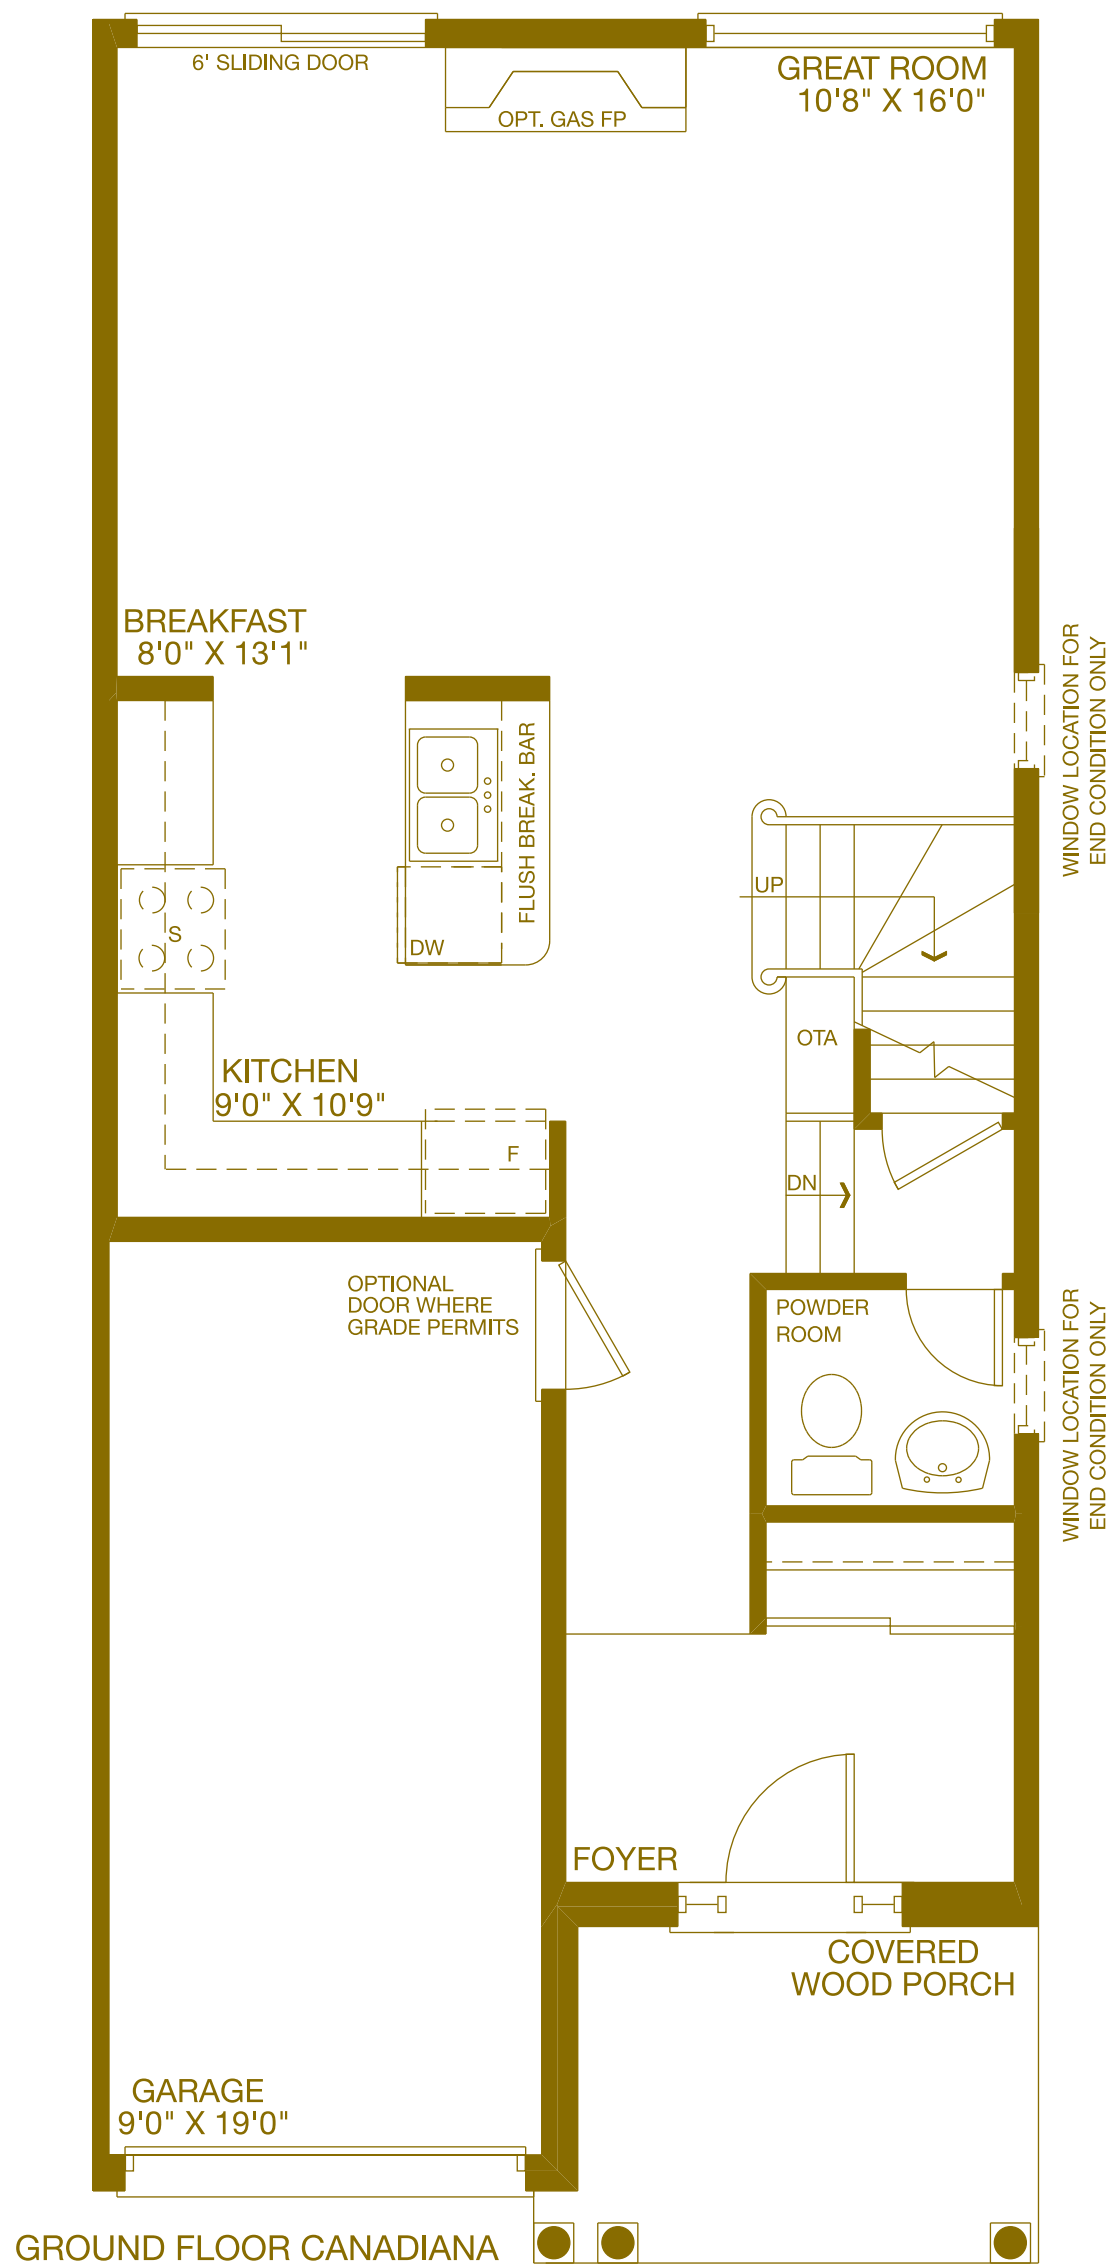 6' SLIDING DOOR
GREAT ROOM
10'8" X 16'0"
OPT. GAS FP
BREAKFAST
8'0" X 13'1"
WINDOW LOCATION FOR
END CONDITION ONLY
FLUSH BREAK. BAR
UP
S
DW
OTA
KITCHEN
9'0" X 10'9"
F
DN
OPTIONAL
DOOR WHERE
GRADE PERMITS
POWDER
ROOM
WINDOW LOCATION FOR
END CONDITION ONLY
FOYER
COVERED
WOOD PORCH
GARAGE
9'0" X 19'0"
GROUND FLOOR CANADIANA